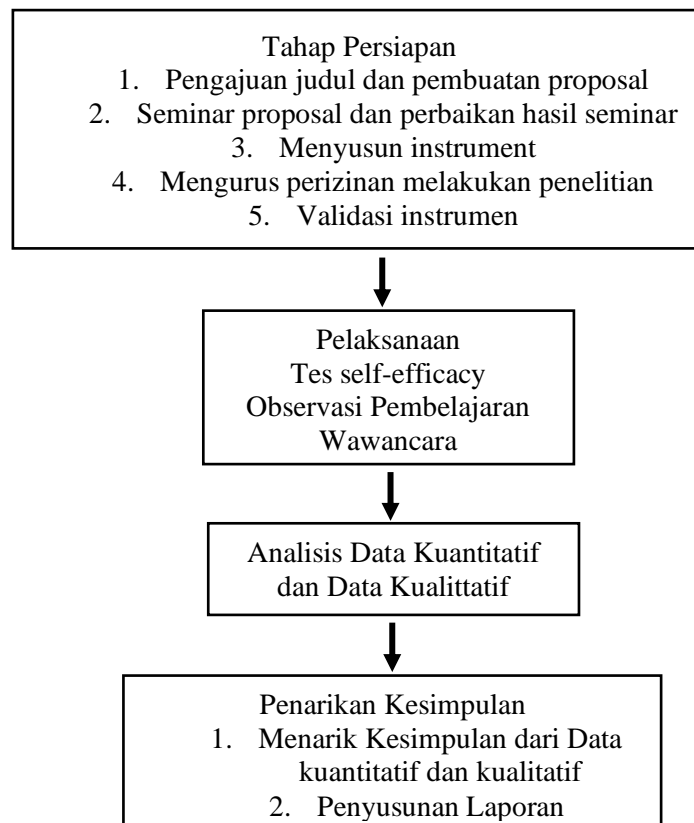 Tahap Persiapan
1. Pengajuan judul dan pembuatan proposal
2. Seminar proposal dan perbaikan hasil seminar
3. Menyusun instrument
4. Mengurus perizinan melakukan penelitian
5. Validasi instrumen
Pelaksanaan
Tes self-efficacy
Observasi Pembelajaran
Wawancara
Analisis Data Kuantitatif
dan Data Kualittatif
Penarikan Kesimpulan
1. Menarik Kesimpulan dari Data
kuantitatif dan kualitatif
2. Penyusunan Laporan